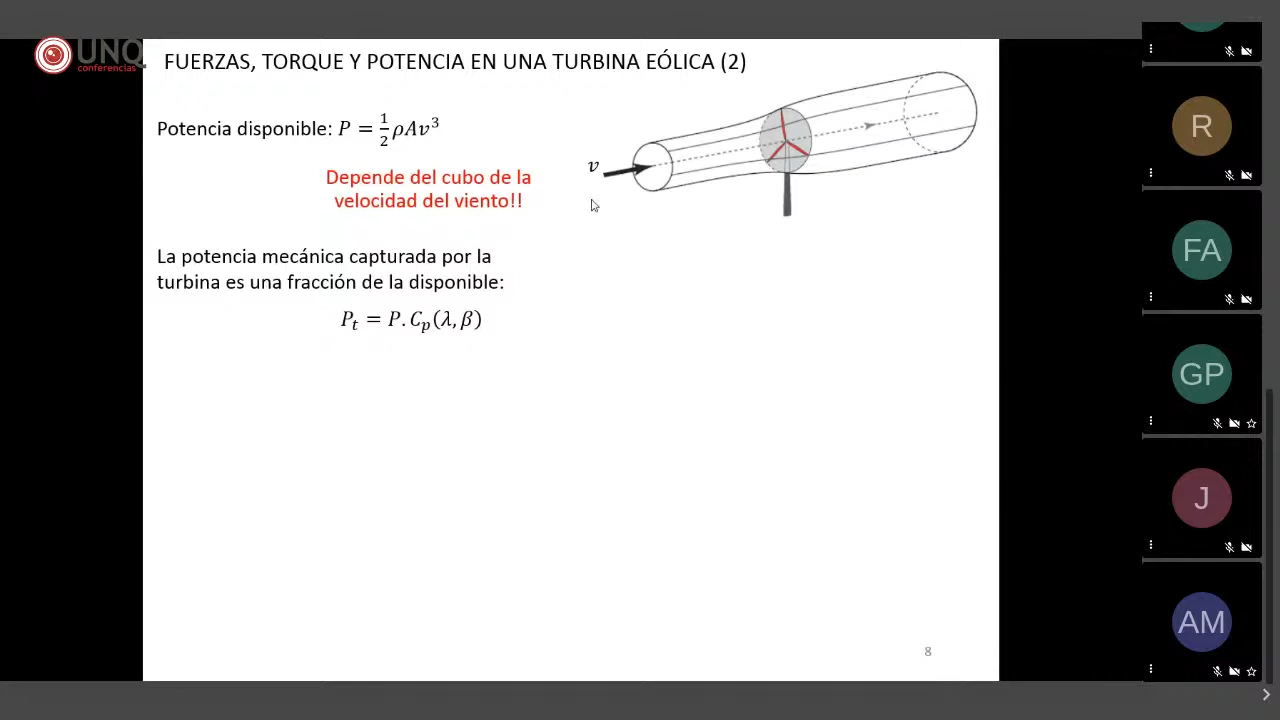 UNQ
conferencias
FUERZAS, TORQUE Y POTENCIA EN UNA TURBINA EÓLICA (2)
Potencia disponible: 𝑃 = 1/2 𝜌𝐴𝑣³
Depende del cubo de la
velocidad del viento!!
𝑣
La potencia mecánica capturada por la
turbina es una fracción de la disponible:
𝑃ₜ = 𝑃. 𝐶ₚ(𝜆, 𝛽)
8
R
FA
GP
J
AM